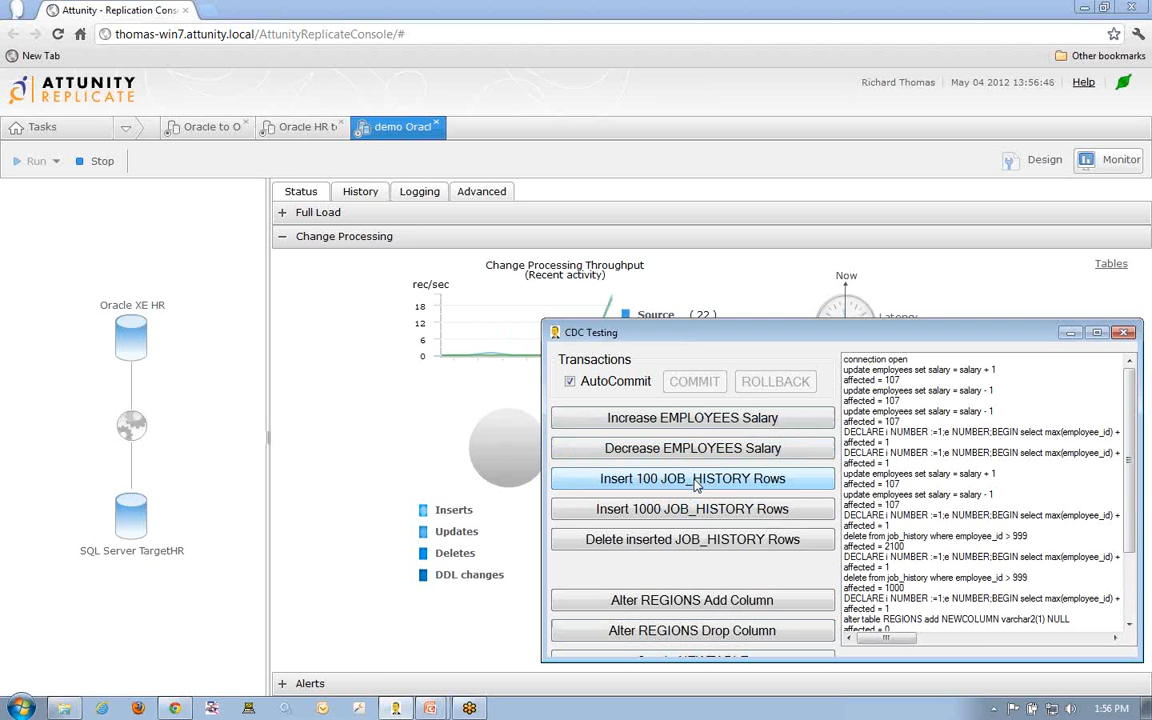 Attunity - Replication Cons
thomas-win7.attunity.local/AttunityReplicateConsole/#
New Tab
Other bookmarks
ATTUNITY
REPLICATE
Richard Thomas
May 04 2012 13:56:46
Help
Tasks
Oracle to O
Oracle HR t
demo Oracl
Run
Stop
Design
Monitor
Status
History
Logging
Advanced
+ Full Load
− Change Processing
Change Processing Throughput
(Recent activity)
Tables
rec/sec
18
12
6
0
Source ( 22 )
Now
Latency
Oracle XE HR
SQL Server TargetHR
Inserts
Updates
Deletes
DDL changes
CDC Testing
Transactions
AutoCommit
COMMIT
ROLLBACK
Increase EMPLOYEES Salary
Decrease EMPLOYEES Salary
Insert 100 JOB_HISTORY Rows
Insert 1000 JOB_HISTORY Rows
Delete inserted JOB_HISTORY Rows
Alter REGIONS Add Column
Alter REGIONS Drop Column
connection open
update employees set salary = salary + 1
affected = 107
update employees set salary = salary - 1
affected = 107
update employees set salary = salary - 1
affected = 107
DECLARE i NUMBER :=1;e NUMBER;BEGIN select max(employee_id) +
affected = 1
DECLARE i NUMBER :=1;e NUMBER;BEGIN select max(employee_id) +
affected = 1
update employees set salary = salary + 1
affected = 107
update employees set salary = salary - 1
affected = 107
DECLARE i NUMBER :=1;e NUMBER;BEGIN select max(employee_id) +
affected = 1
delete from job_history where employee_id > 999
affected = 2100
DECLARE i NUMBER :=1;e NUMBER;BEGIN select max(employee_id) +
affected = 1
delete from job_history where employee_id > 999
affected = 1000
DECLARE i NUMBER :=1;e NUMBER;BEGIN select max(employee_id) +
affected = 1
alter table REGIONS add NEWCOLUMN varchar2(1) NULL
affected = 0
+ Alerts
1:56 PM